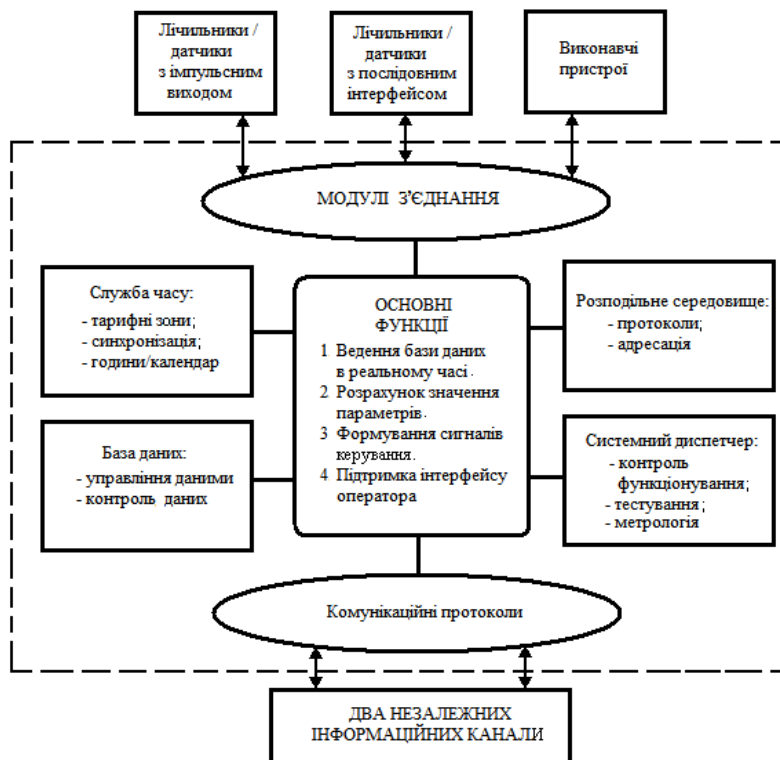 Лічильники /
датчики
з імпульсним
виходом
Лічильники /
датчики
з послідовним
інтерфейсом
Виконавчі
пристрої
МОДУЛІ З'ЄДНАННЯ
Служба часу:
- тарифні зони;
- синхронізація;
- години/календар
ОСНОВНІ
ФУНКЦІЇ
1 Ведення бази даних
в реальному часі.
2 Розрахунок значення
параметрів.
3 Формування сигналів
керування.
4 Підтримка інтерфейсу
оператора
Розподільне середовище:
- протоколи;
- адресація
База даних:
- управління даними
- контроль даних
Системний диспетчер:
- контроль
функціонування;
- тестування;
- метрологія
Комунікаційні протоколи
ДВА НЕЗАЛЕЖНИХ
ІНФОРМАЦІЙНИХ КАНАЛИ